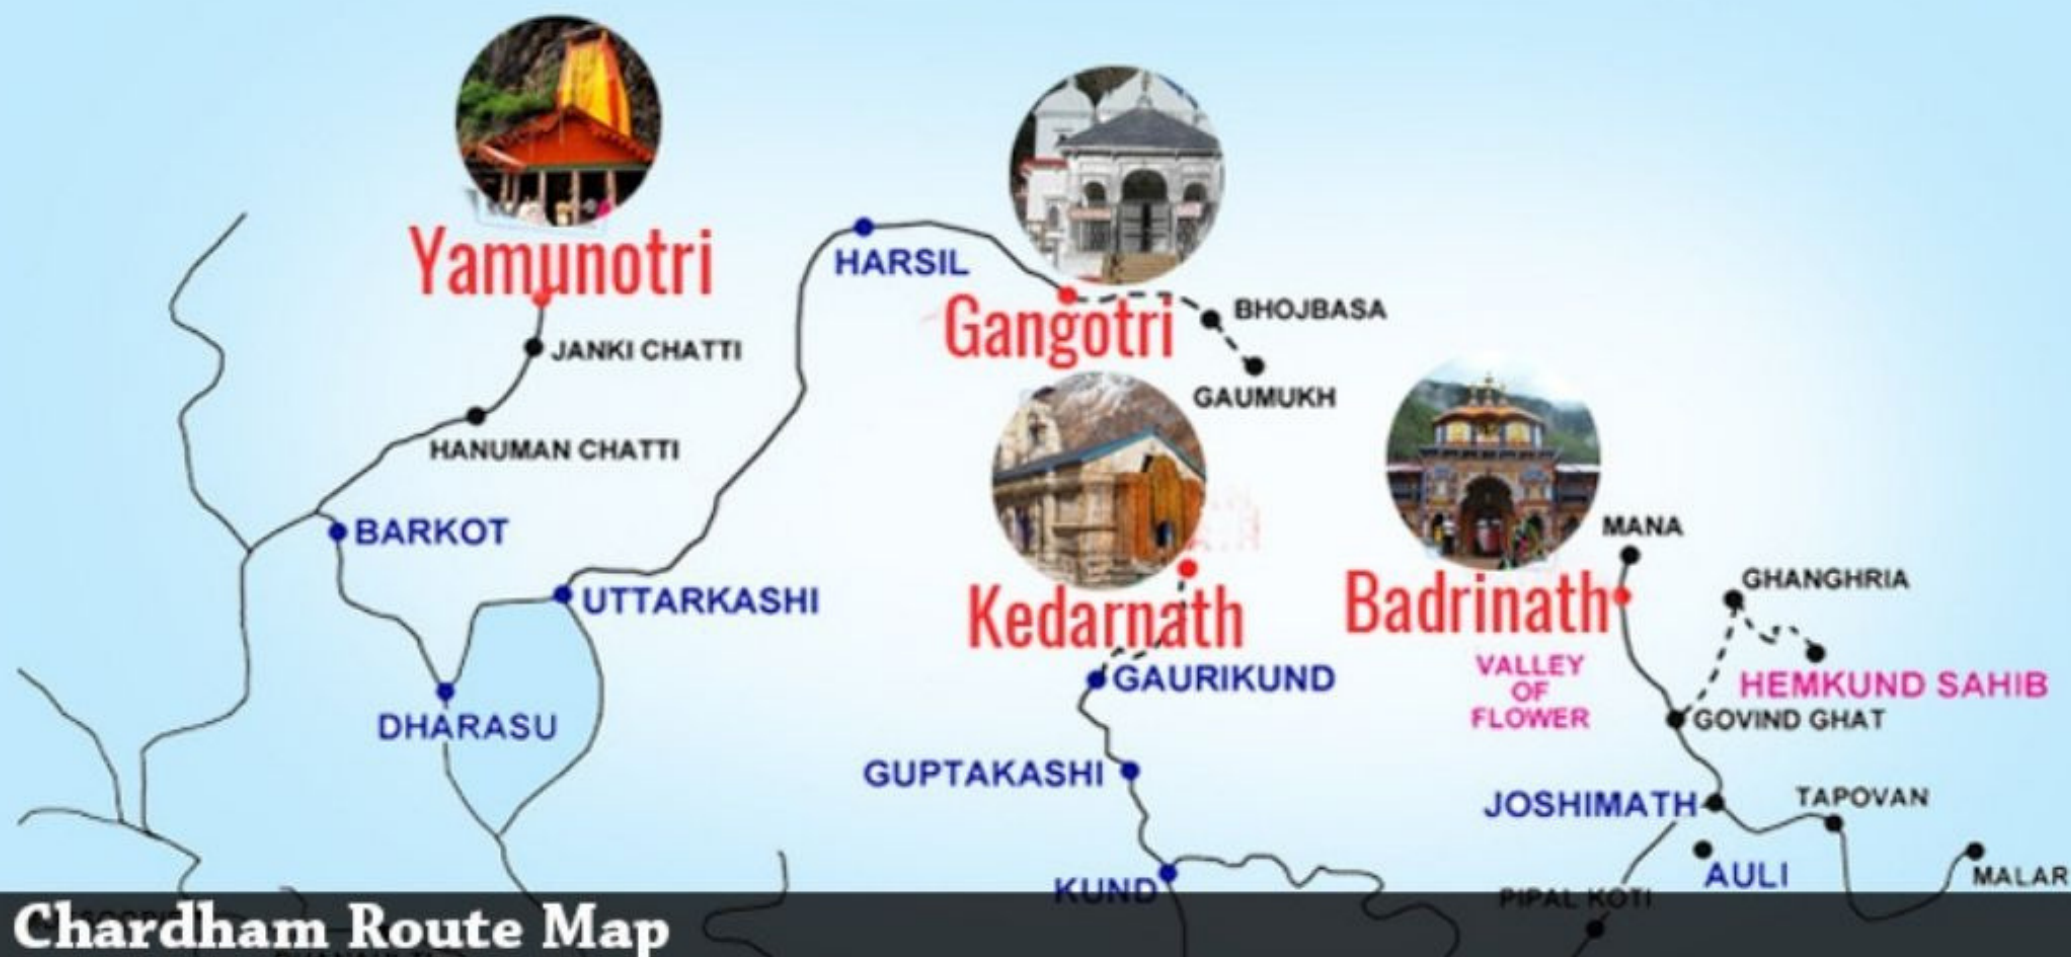 Yamunotri
HARSIL
Gangotri
BHOJBASA
JANKI CHATTI
GAUMUKH
HANUMAN CHATTI
BARKOT
MANA
GHANGHRIA
UTTARKASHI
Kedarnath
Badrinath
GAURIKUND
VALLEY
OF
FLOWER
HEMKUND SAHIB
GOVIND GHAT
DHARASU
GUPTAKASHI
JOSHIMATH
TAPOVAN
KUND
AULI
MALAR
PIPAL KOTI
Chardham Route Map